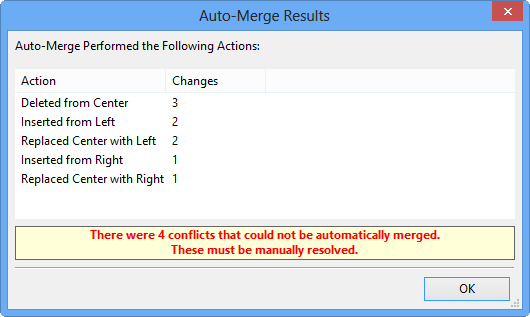 Auto-Merge Results
Auto-Merge Performed the Following Actions:
Action Changes
Deleted from Center 3
Inserted from Left 2
Replaced Center with Left 2
Inserted from Right 1
Replaced Center with Right 1
There were 4 conflicts that could not be automatically merged.
These must be manually resolved.
OK